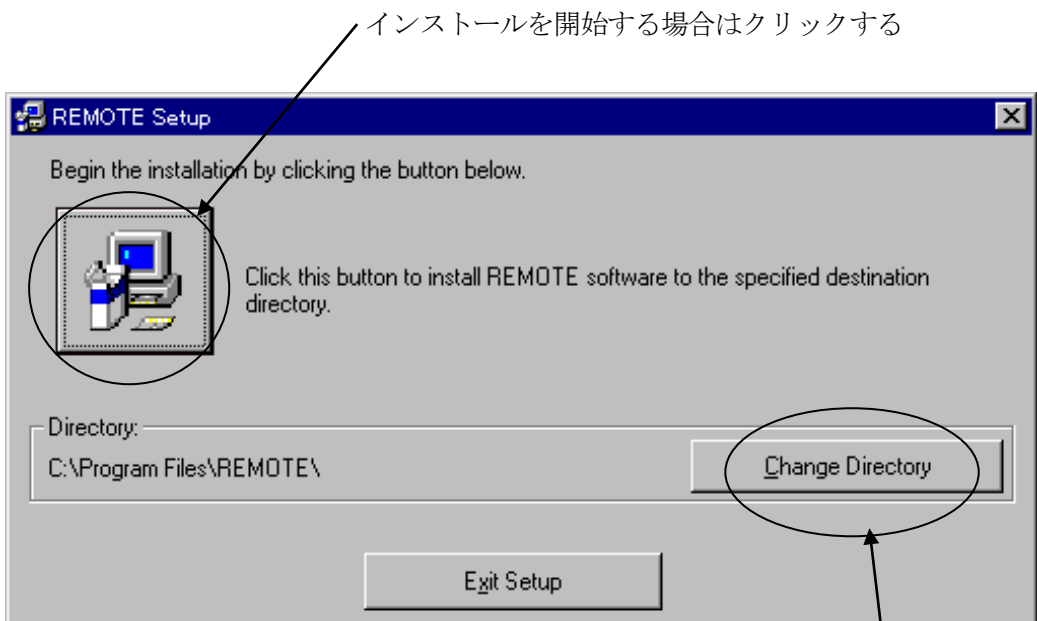 インストールを開始する場合はクリックする
REMOTE Setup
Begin the installation by clicking the button below.
Click this button to install REMOTE software to the specified destination
directory.
Directory:
C:\Program Files\REMOTE\
Change Directory
Exit Setup